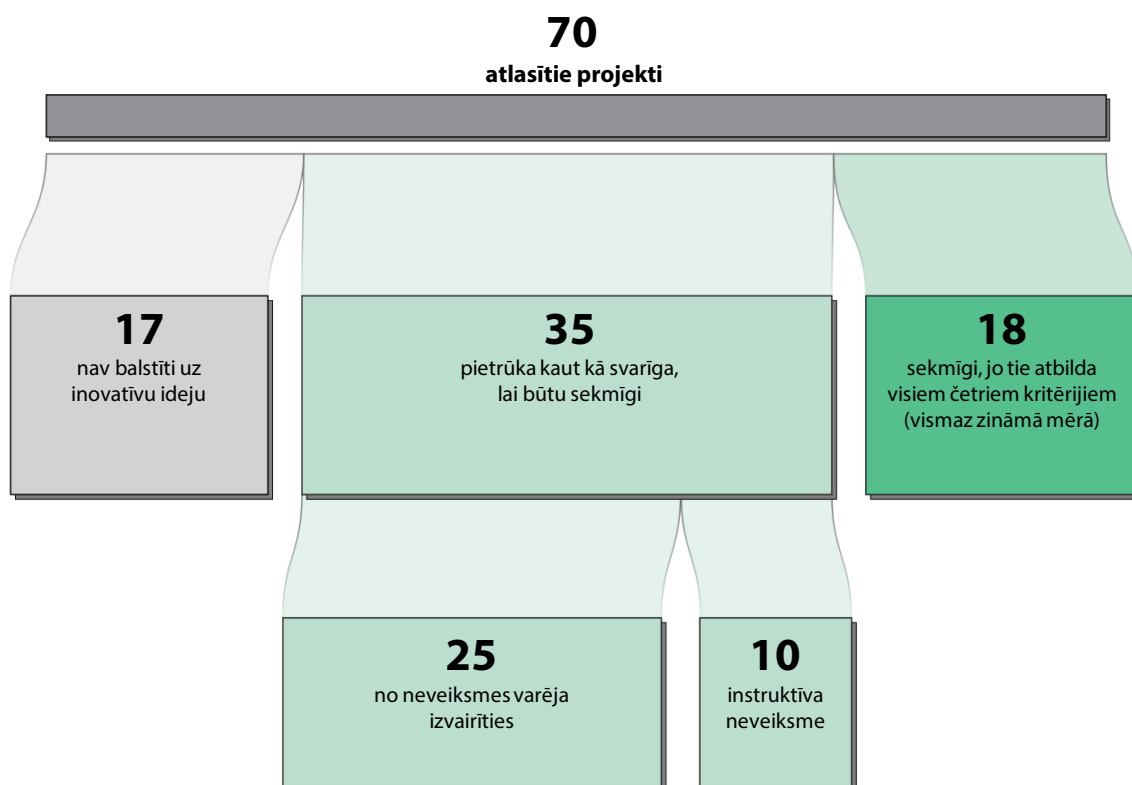 70
atlasītie projekti
17
nav balstīti uz
inovatīvu ideju
35
pietrūka kaut kā svarīga,
lai būtu sekmīgi
18
sekmīgi, jo tie atbilda
visiem četriem kritērijiem
(vismaz zināmā mērā)
25
no neveiksmes varēja
izvairīties
10
instruktīva
neveiksme